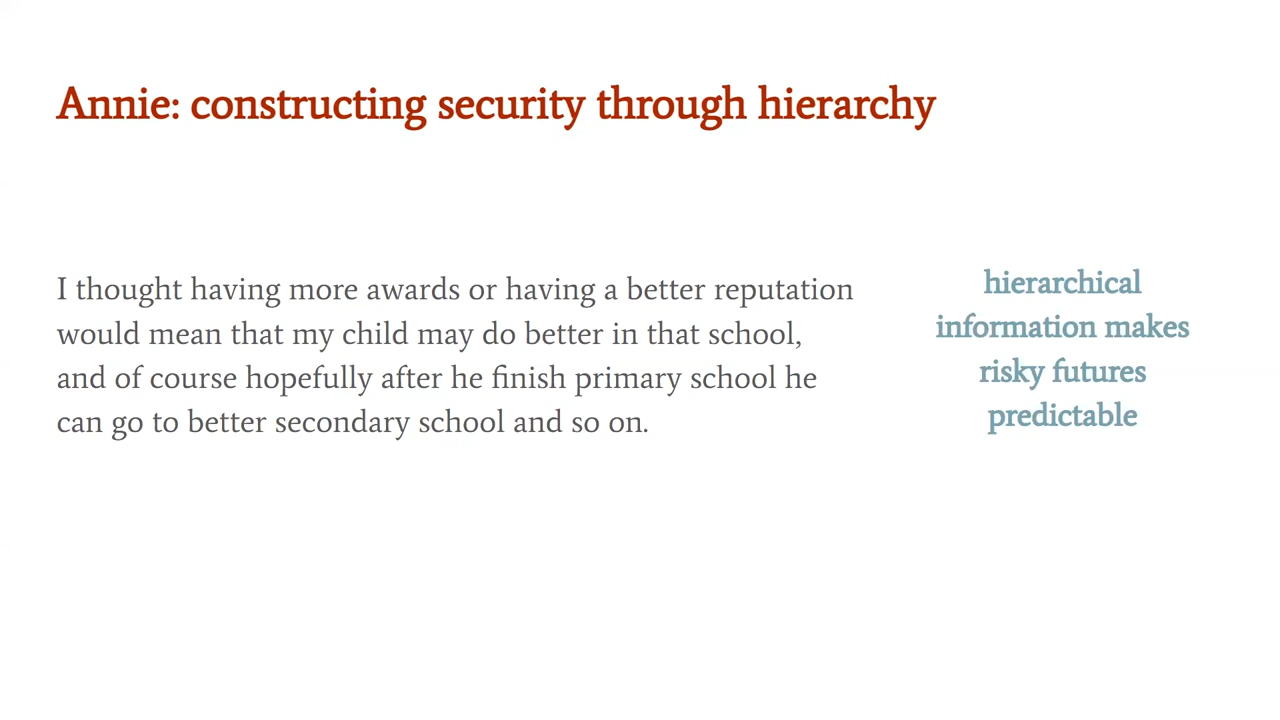 Annie: constructing security through hierarchy
I thought having more awards or having a better reputation
would mean that my child may do better in that school,
and of course hopefully after he finish primary school he
can go to better secondary school and so on.
hierarchical
information makes
risky futures
predictable